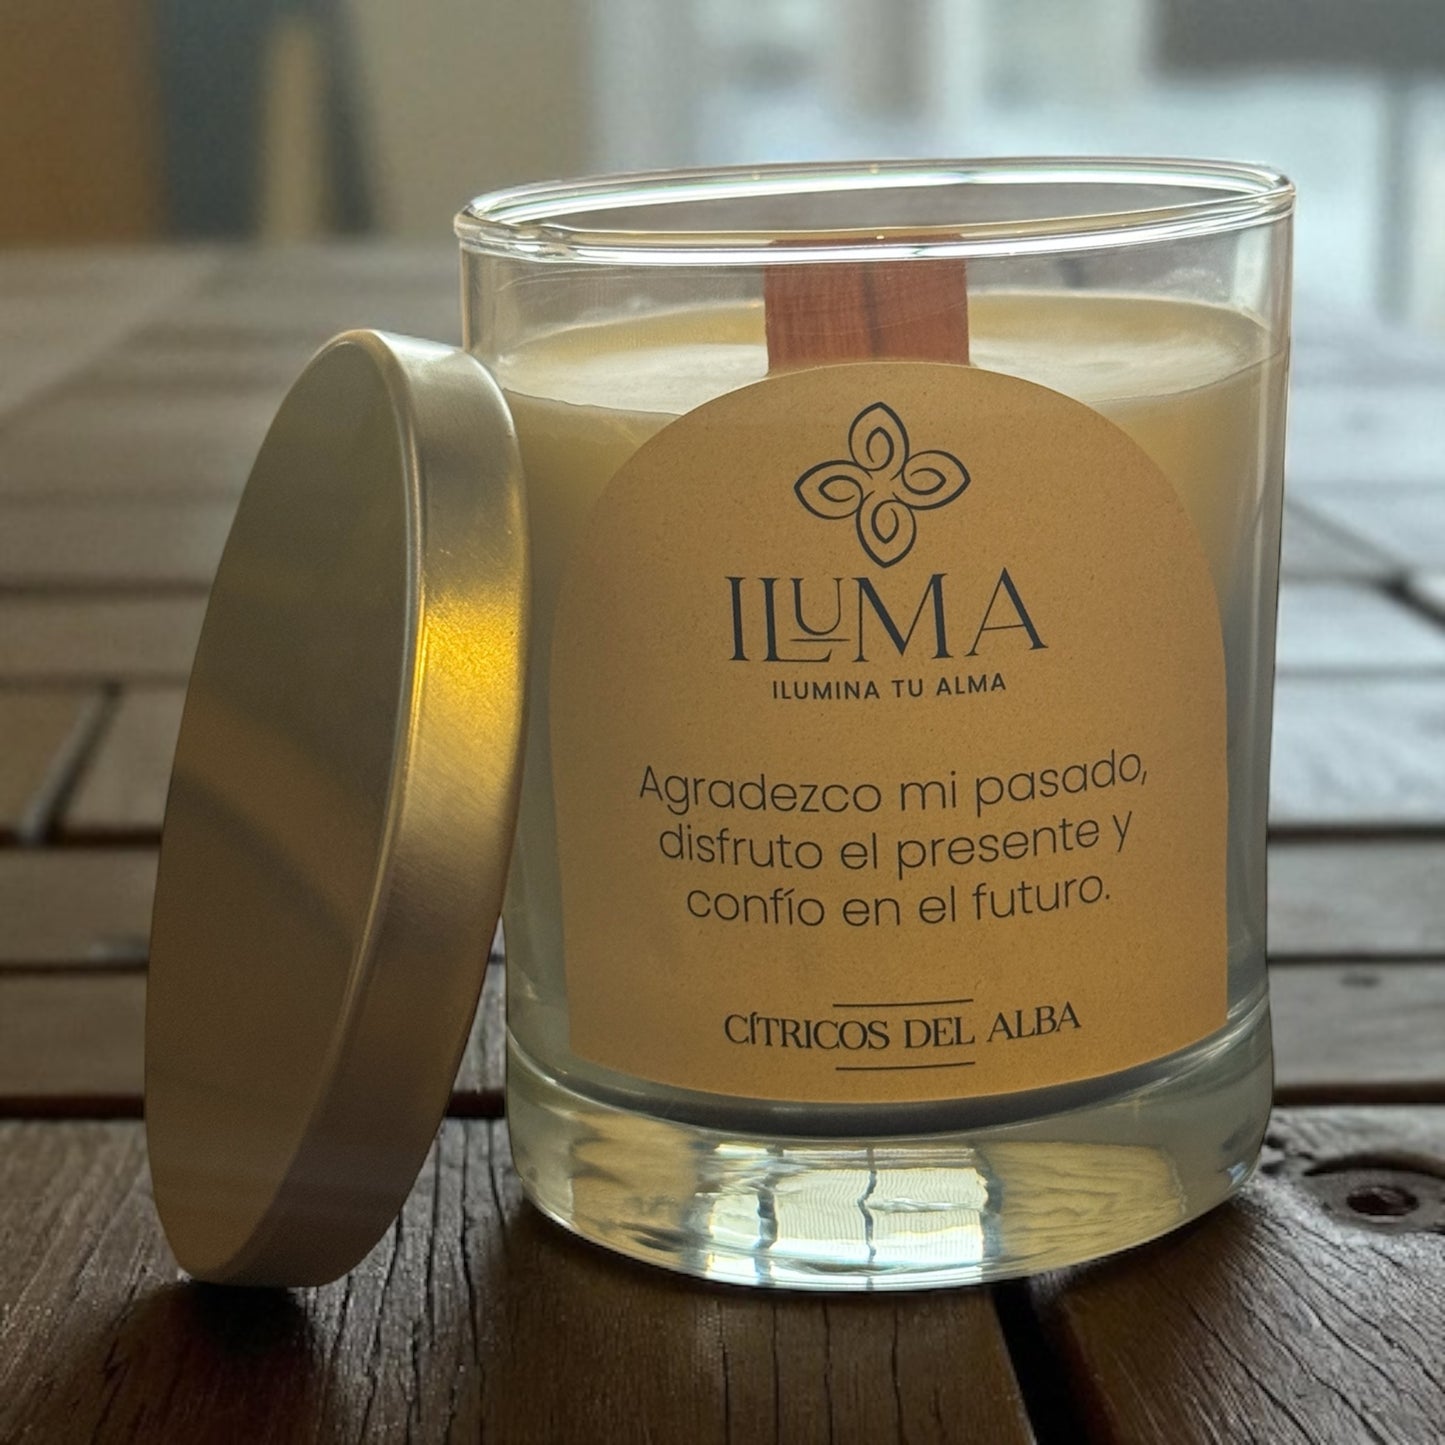 ILUMA
ILUMINA TU ALMA
Agradezco mi pasado,
disfruto el presente y
confío en el futuro.
CÍTRICOS DEL ALBA